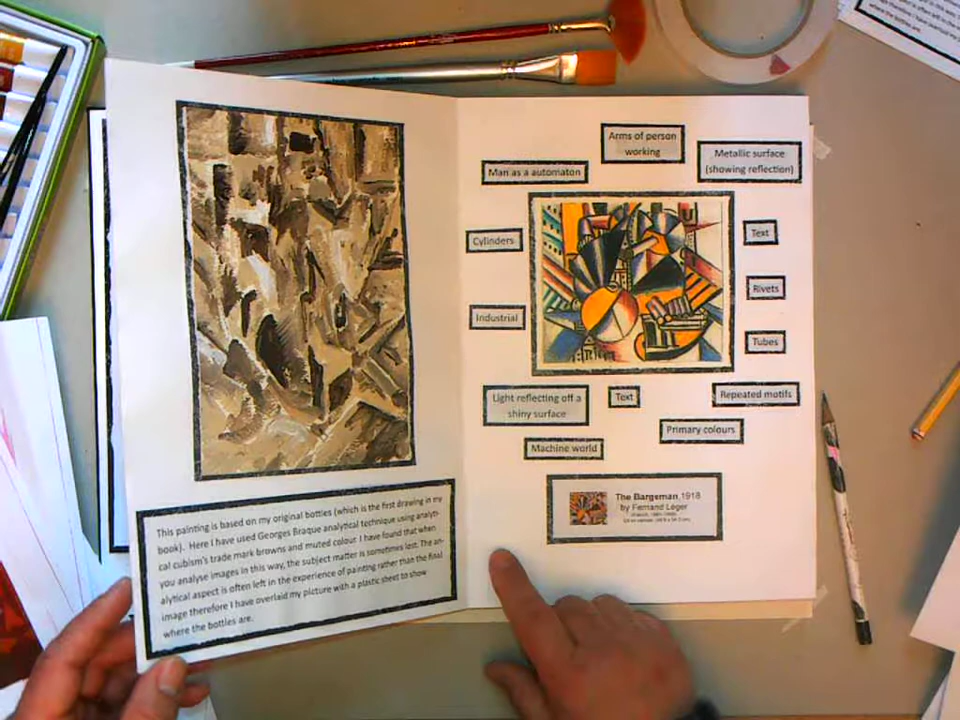 This painting is based on my original bottles (which is the first drawing in my
book). Here I have used Georges Braque analytical technique using analyti-
cal cubism's trade mark browns and muted colour. I have found that when
you analyse images in this way, the subject matter is sometimes lost. The an-
alytical aspect is often left in the experience of painting rather than the final
image therefore I have overlaid my picture with a plastic sheet to show
where the bottles are.
Arms of person
working
Man as a automaton
Metallic surface
(showing reflection)
Cylinders
Text
Industrial
Rivets
Tubes
Light reflecting off a
shiny surface
Text
Repeated motifs
Primary colours
Machine world
The Bargeman, 1918
by Fernand Léger
where the bottles are.